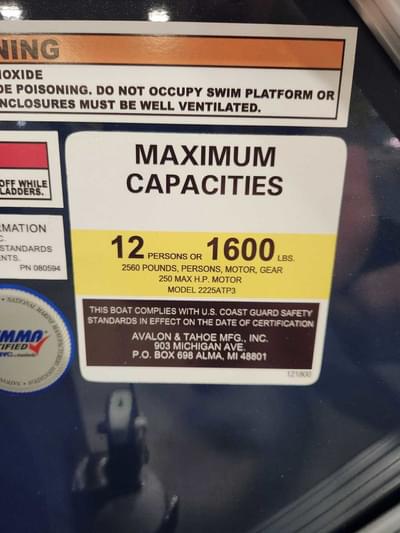 NING
OXIDE
DE POISONING. DO NOT OCCUPY SWIM PLATFORM OR
NCLOSURES MUST BE WELL VENTILATED.
OFF WHILE
LADDERS.
RMATION
C.
STANDARDS
ENTS.
PN 080594
NMMA
IFIED
MAXIMUM
CAPACITIES
12 PERSONS OR 1600 LBS.
2560 POUNDS, PERSONS, MOTOR, GEAR
250 MAX H.P. MOTOR
MODEL 2225ATP3
THIS BOAT COMPLIES WITH U.S. COAST GUARD SAFETY
STANDARDS IN EFFECT ON THE DATE OF CERTIFICATION
AVALON & TAHOE MFG., INC.
903 MICHIGAN AVE.
P.O. BOX 698 ALMA, MI 48801
121800